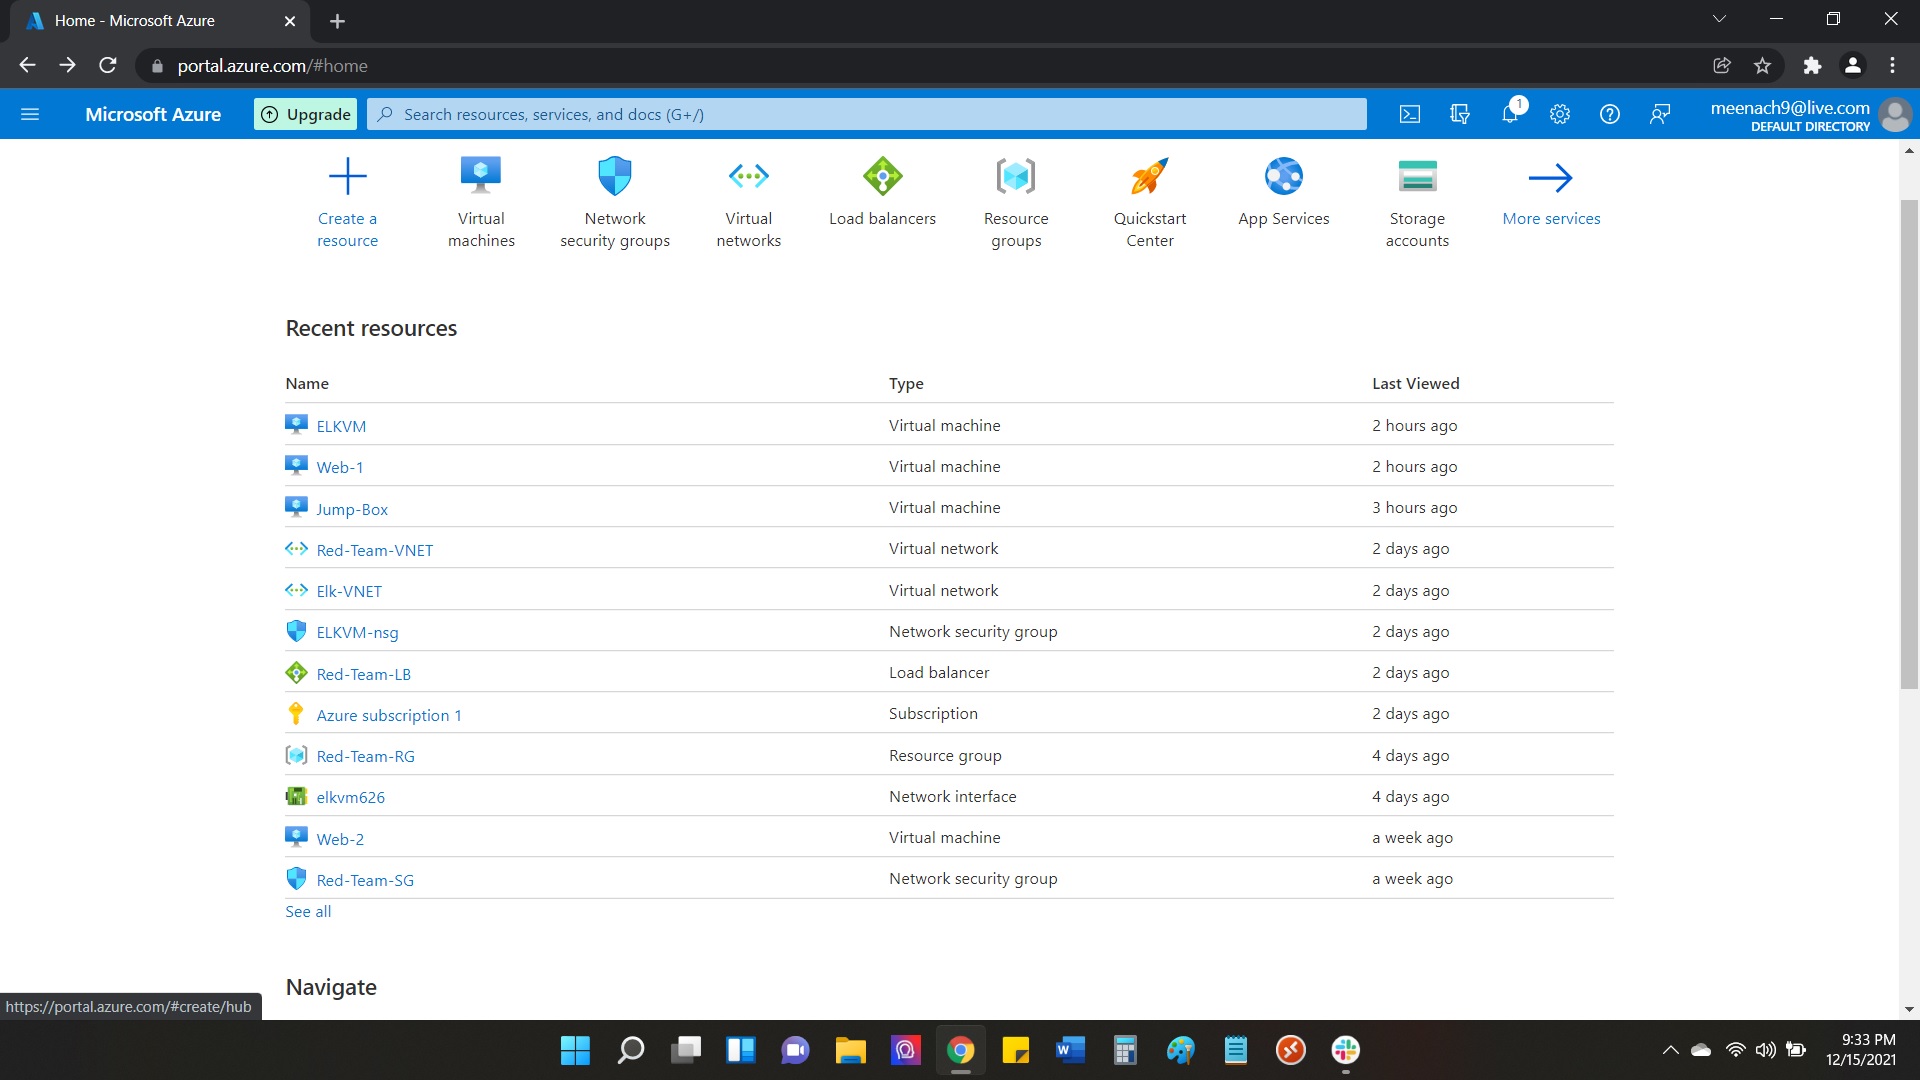 Home - Microsoft Azure
portal.azure.com/#home
Microsoft Azure
Upgrade
Search resources, services, and docs (G+/)
1
meenach9@live.com
DEFAULT DIRECTORY
Create a
resource
Virtual
machines
Network
security groups
Virtual
networks
Load balancers
Resource
groups
Quickstart
Center
App Services
Storage
accounts
More services
Recent resources
Name Type Last Viewed
ELKVM Virtual machine 2 hours ago
Web-1 Virtual machine 2 hours ago
Jump-Box Virtual machine 3 hours ago
Red-Team-VNET Virtual network 2 days ago
Elk-VNET Virtual network 2 days ago
ELKVM-nsg Network security group 2 days ago
Red-Team-LB Load balancer 2 days ago
Azure subscription 1 Subscription 2 days ago
Red-Team-RG Resource group 4 days ago
elkvm626 Network interface 4 days ago
Web-2 Virtual machine a week ago
Red-Team-SG Network security group a week ago
See all
Navigate
https://portal.azure.com/#create/hub
W
9:33 PM
12/15/2021